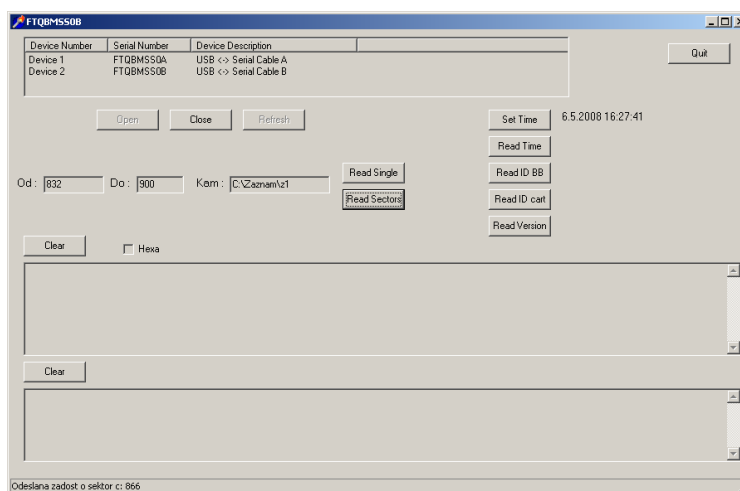 FTQBMSS0B
Device Number Serial Number Device Description
Device 1 FTQBMSS0A USB <-> Serial Cable A
Device 2 FTQBMSS0B USB <-> Serial Cable B
Quit
Open Close Refresh
Set Time 6.5.2008 16:27:41
Read Time
Od : 832 Do : 900 Kam : C:\Zaznam\z1
Read Single Read ID BB
Read Sectors Read ID cart
Read Version
Clear Hexa
Clear
Odeslana zadost o sektor c: 866